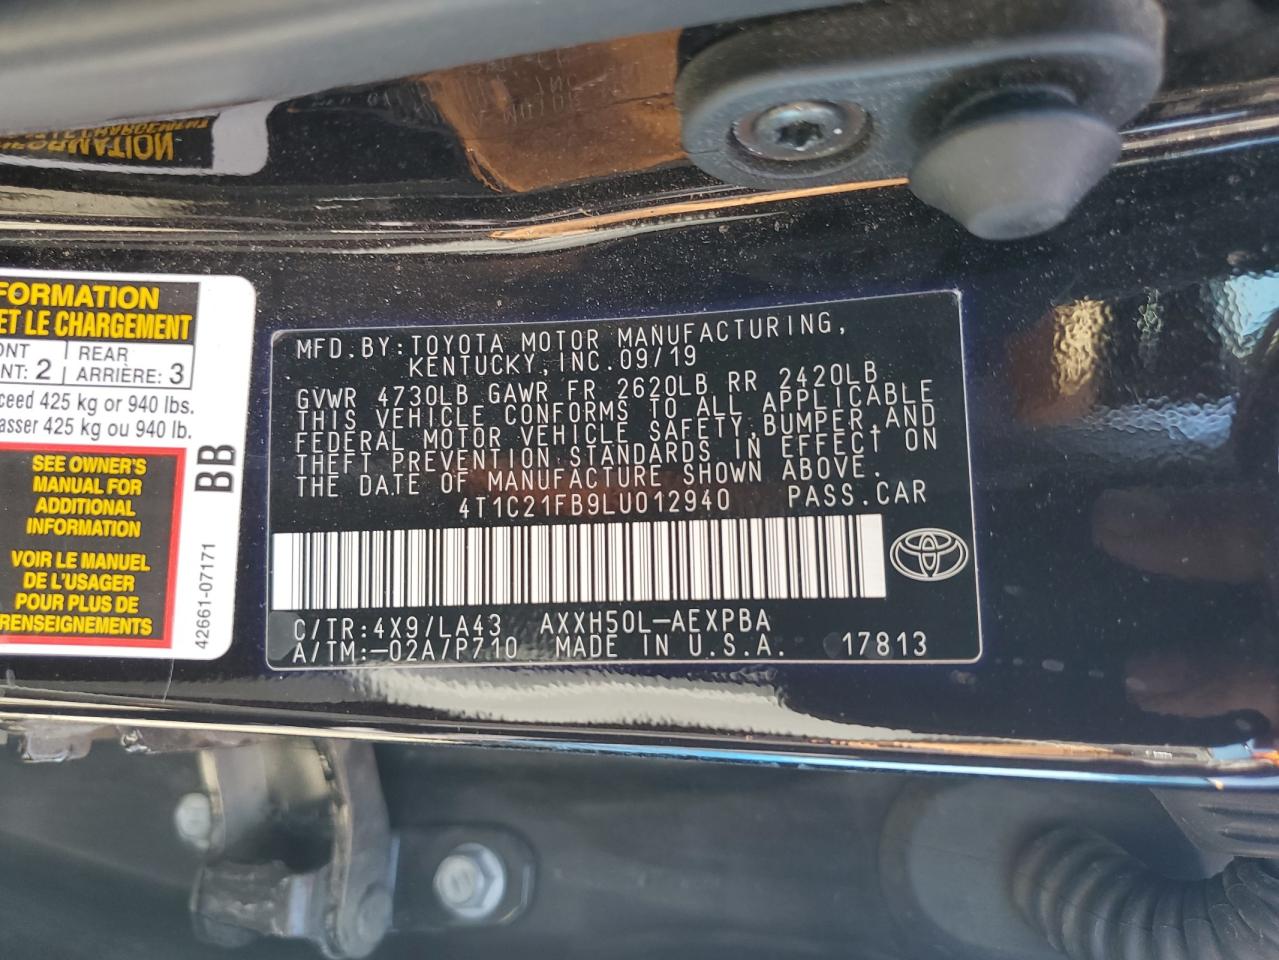 FORMATION
ET LE CHARGEMENT
ONT
NT: 2
REAR
ARRIÈRE: 3
ceed 425 kg or 940 lbs.
asser 425 kg ou 940 lb.
SEE OWNER'S
MANUAL FOR
ADDITIONAL
INFORMATION
VOIR LE MANUEL
DE L'USAGER
POUR PLUS DE
RENSEIGNEMENTS
BB
42661-07171
MFD.BY:TOYOTA MOTOR MANUFACTURING,
KENTUCKY,INC.09/19
GVWR 4730LB GAWR FR 2620LB RR 2420LB
THIS VEHICLE CONFORMS TO ALL APPLICABLE
FEDERAL MOTOR VEHICLE SAFETY,BUMPER,AND
THEFT PREVENTION STANDARDS IN EFFECT ON
THE DATE OF MANUFACTURE SHOWN ABOVE.
4T1C21FB9LU012940 PASS.CAR
C/TR:4X9/LA43 AXXH50L-AEXPBA
A/TM:-02A/P710 MADE IN U.S.A. 17813